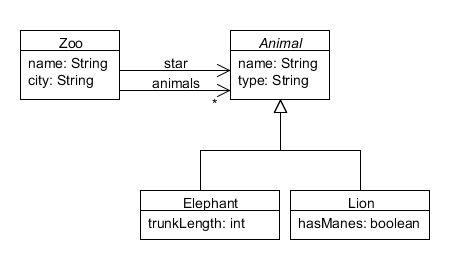 Zoo
name: String
city: String
star
animals
*
Animal
name: String
type: String
Elephant
trunkLength: int
Lion
hasManes: boolean